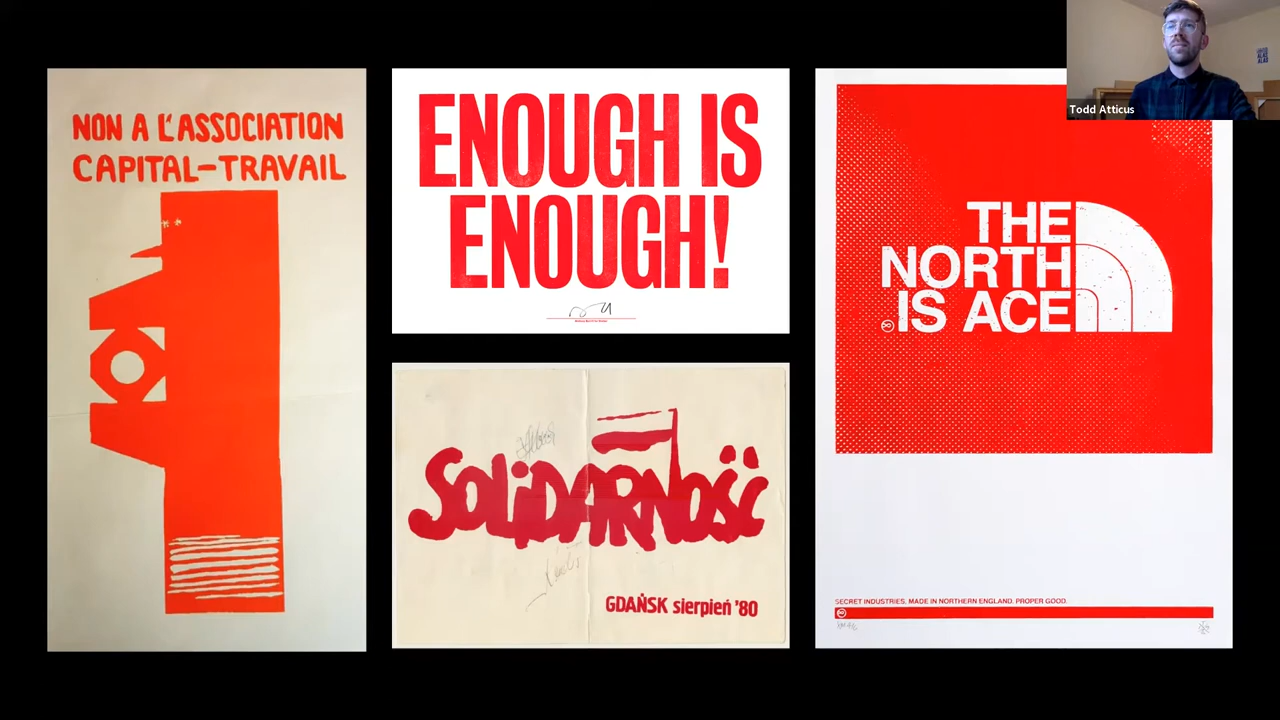 NON A L'ASSOCIATION
CAPITAL-TRAVAIL
ENOUGH IS
ENOUGH!
SOLiDARNOŚĆ
GDAŃSK sierpień '80
THE
NORTH
IS ACE
SECRET INDUSTRIES. MADE IN NORTHERN ENGLAND. PROPER GOOD.
Todd Atticus